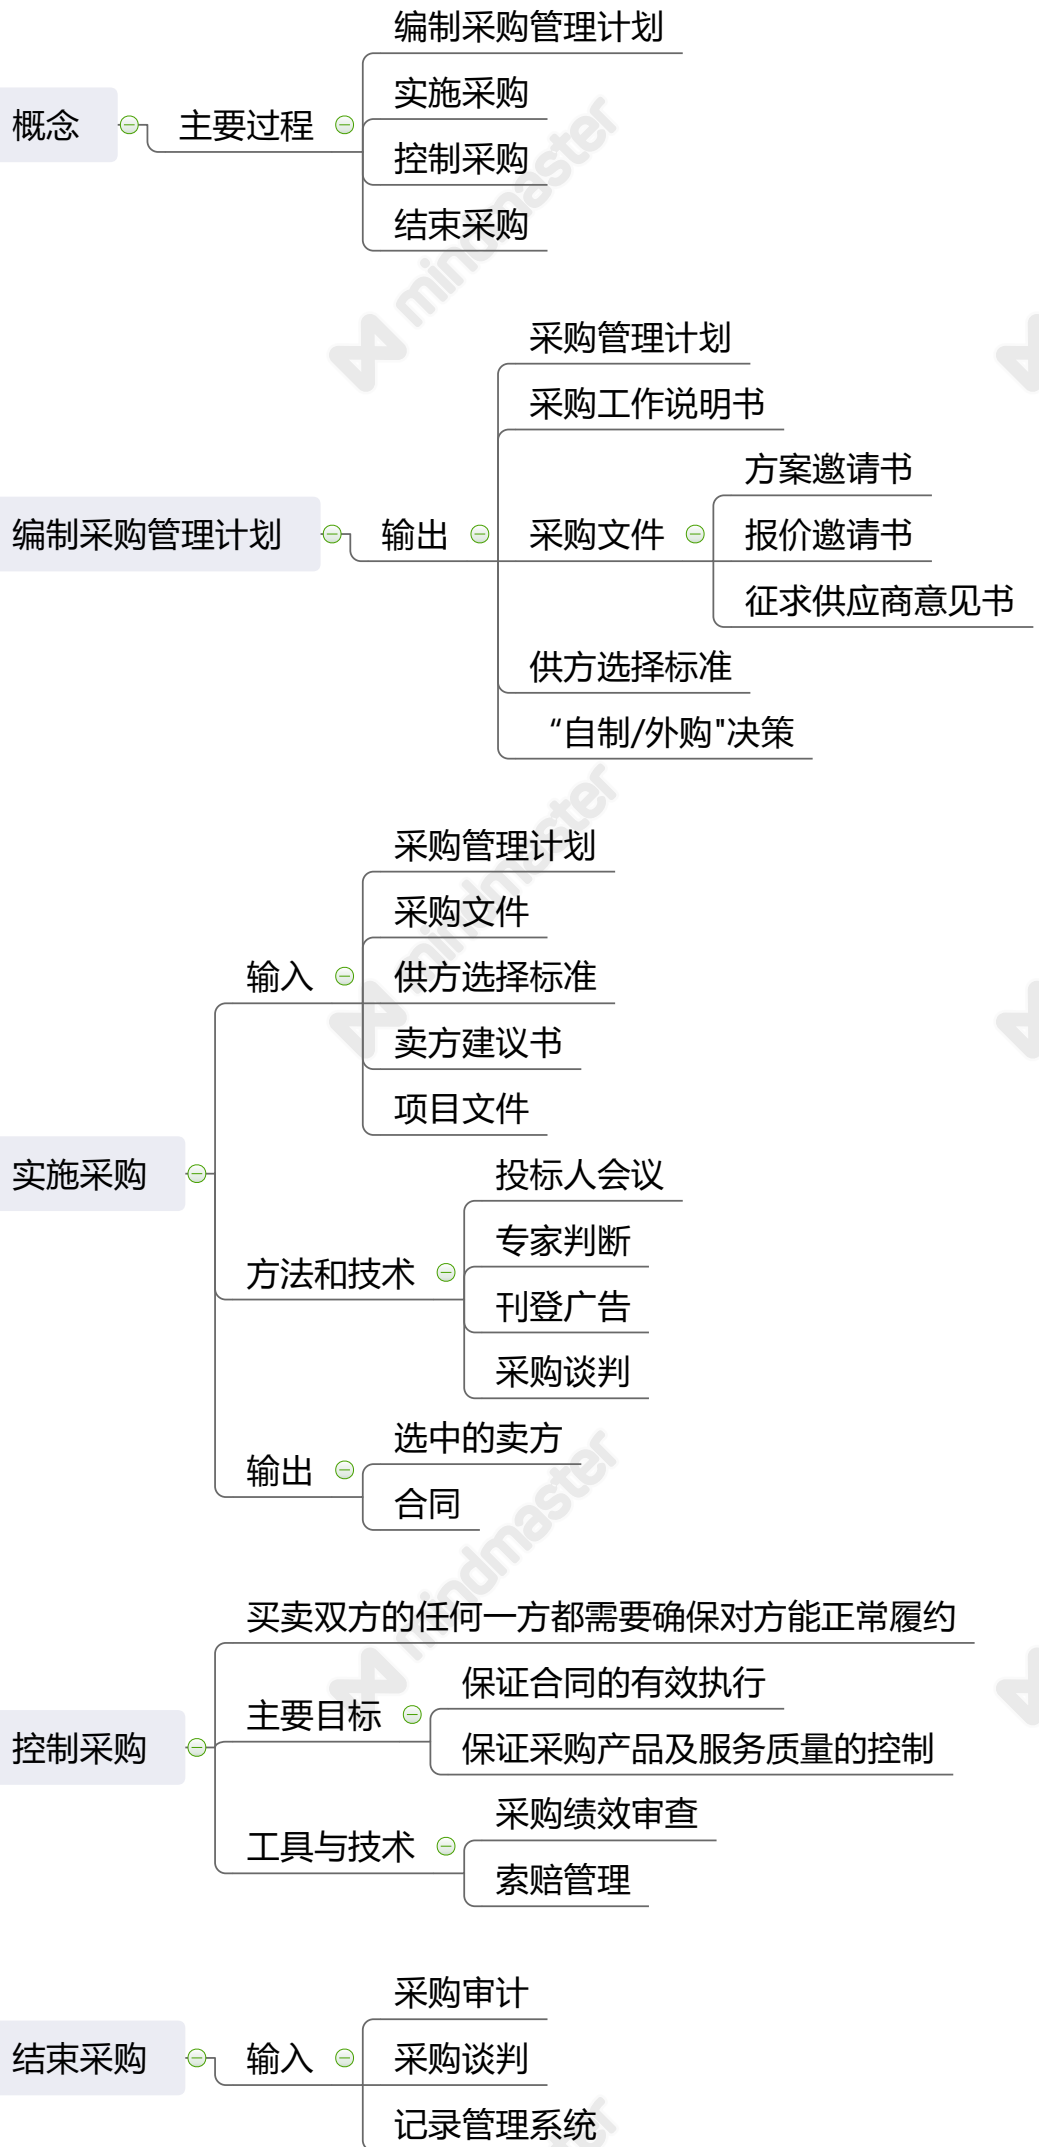 概念
主要过程
编制采购管理计划
实施采购
控制采购
结束采购
编制采购管理计划
输出
采购管理计划
采购工作说明书
采购文件
方案邀请书
报价邀请书
征求供应商意见书
供方选择标准
“自制/外购"决策
实施采购
输入
采购管理计划
采购文件
供方选择标准
卖方建议书
项目文件
方法和技术
投标人会议
专家判断
刊登广告
采购谈判
输出
选中的卖方
合同
控制采购
买卖双方的任何一方都需要确保对方能正常履约
主要目标
保证合同的有效执行
保证采购产品及服务质量的控制
工具与技术
采购绩效审查
索赔管理
结束采购
输入
采购审计
采购谈判
记录管理系统
mindmaster
mindmaster
mindmaster